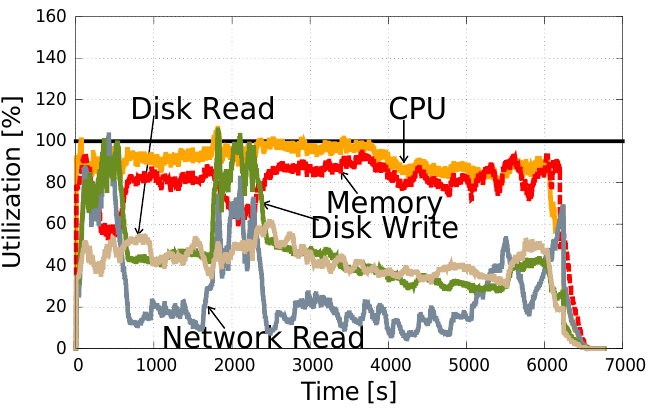 160
140
120
100
80
60
40
20
0
Utilization [%]
Disk Read
CPU
Memory
Disk Write
Network Read
0 1000 2000 3000 4000 5000 6000 7000
Time [s]